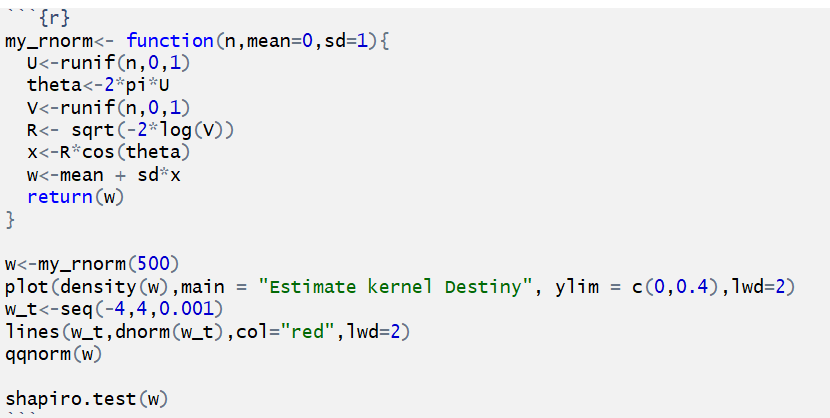 ```{r}
my_rnorm<- function(n,mean=0,sd=1){
  U<-runif(n,0,1)
  theta<-2*pi*U
  V<-runif(n,0,1)
  R<- sqrt(-2*log(V))
  x<-R*cos(theta)
  w<-mean + sd*x
  return(w)
}

w<-my_rnorm(500)
plot(density(w),main = "Estimate kernel Destiny", ylim = c(0,0.4),lwd=2)
w_t<-seq(-4,4,0.001)
lines(w_t,dnorm(w_t),col="red",lwd=2)
qqnorm(w)

shapiro.test(w)
```